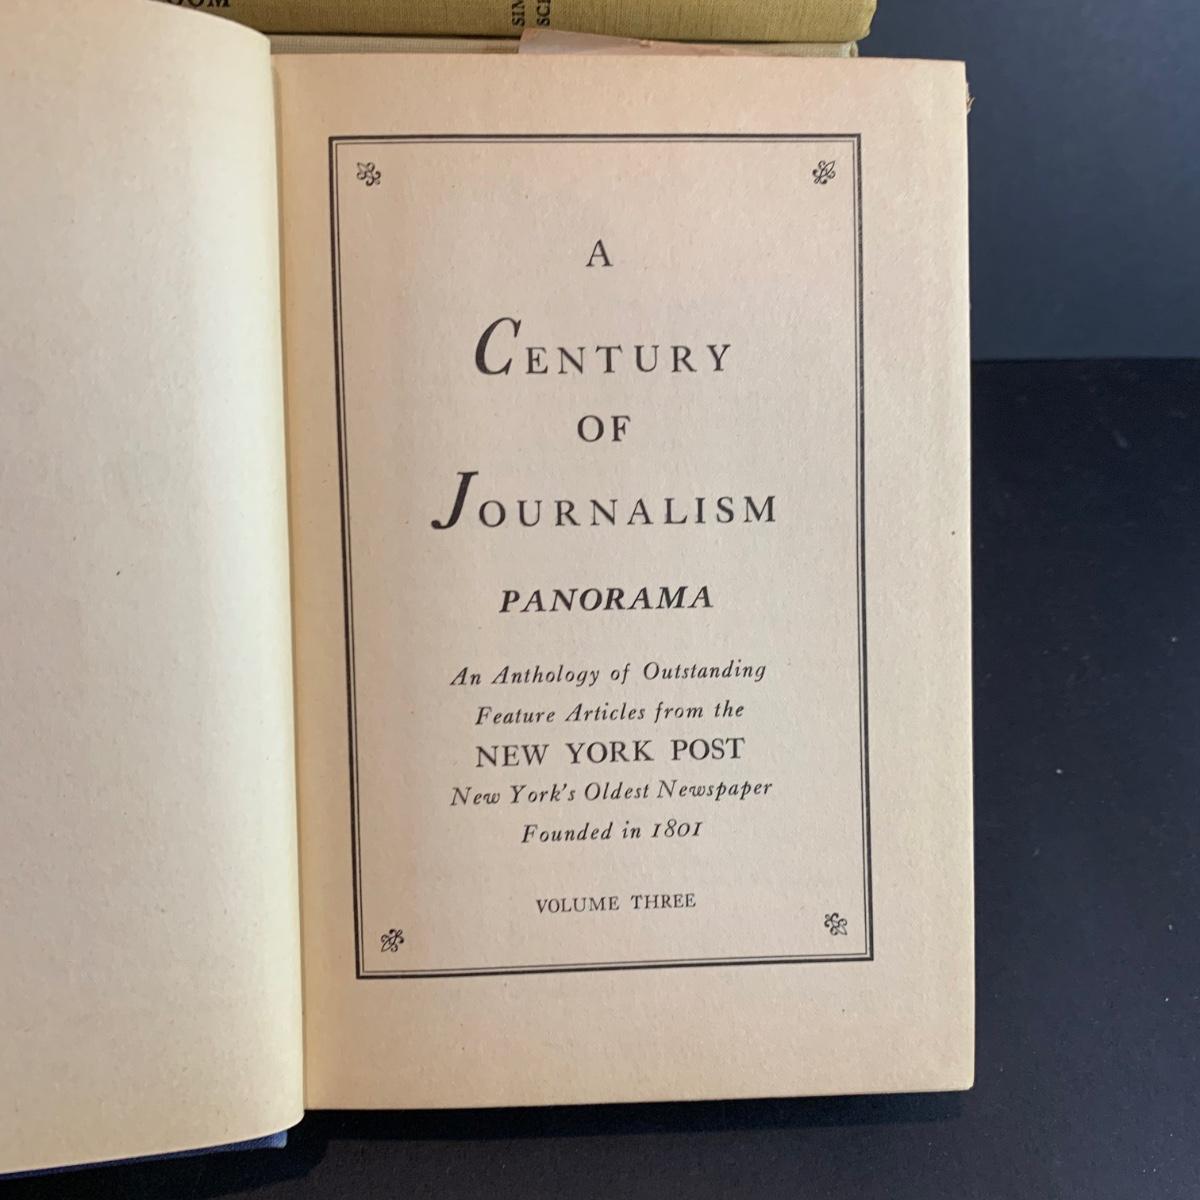 A
CENTURY
OF
JOURNALISM
PANORAMA
An Anthology of Outstanding
Feature Articles from the
NEW YORK POST
New York's Oldest Newspaper
Founded in 1801
VOLUME THREE